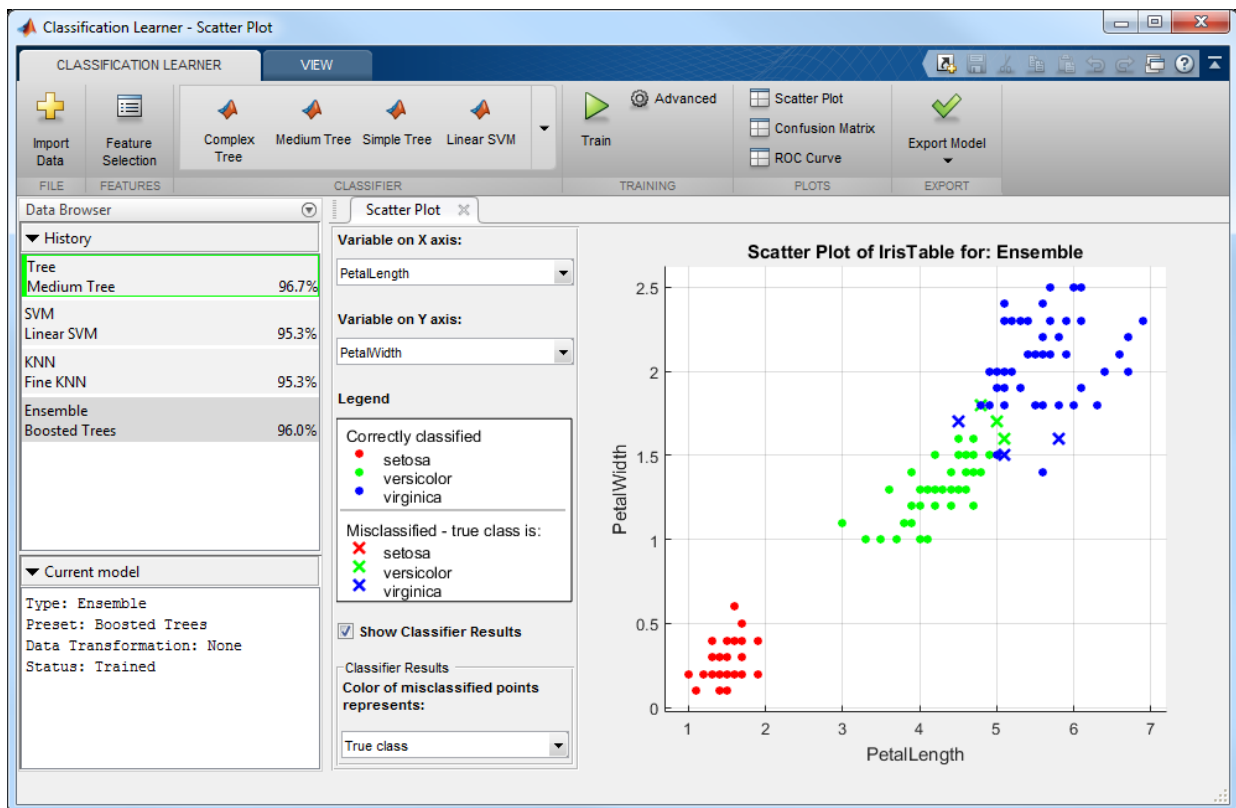 Classification Learner - Scatter Plot
CLASSIFICATION LEARNER
VIEW
Import Data
Feature Selection
Complex Tree
Medium Tree
Simple Tree
Linear SVM
Train
Advanced
Scatter Plot
Confusion Matrix
ROC Curve
Export Model
FILE
FEATURES
CLASSIFIER
TRAINING
PLOTS
EXPORT
Data Browser
History
Tree
Medium Tree 96.7%
SVM
Linear SVM 95.3%
KNN
Fine KNN 95.3%
Ensemble
Boosted Trees 96.0%
Current model
Type: Ensemble
Preset: Boosted Trees
Data Transformation: None
Status: Trained
Scatter Plot
Variable on X axis:
PetalLength
Variable on Y axis:
PetalWidth
Legend
Correctly classified
setosa
versicolor
virginica
Misclassified - true class is:
setosa
versicolor
virginica
Show Classifier Results
Classifier Results
Color of misclassified points
represents:
True class
Scatter Plot of IrisTable for: Ensemble
2.5
2
1.5
1
0.5
0
PetalWidth
1 2 3 4 5 6 7
PetalLength